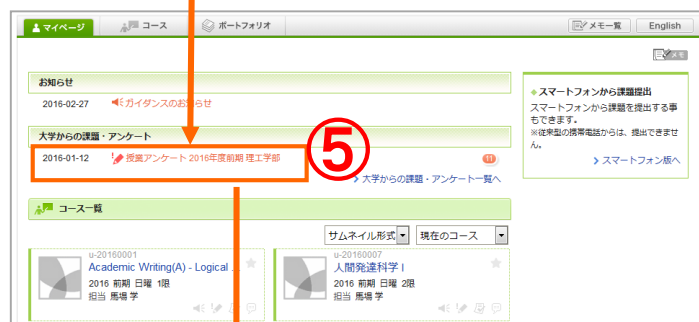 マイページ コース ポートフォリオ メモ一覧 English
メモ
お知らせ
2016-02-27 ガイダンスのお知らせ
大学からの課題・アンケート
2016-01-12 授業アンケート 2016年度前期 理工学部 11
⑤
大学からの課題・アンケート一覧へ
◆スマートフォンから課題提出
スマートフォンから課題を提出する事
もできます。
※従来型の携帯電話からは、提出できませ
ん。
スマートフォン版へ
コース一覧
サムネイル形式 現在のコース
u-20160001
Academic Writing(A) - Logical ...
2016 前期 日曜 1限
担当 馬場 学
u-20160007
人間発達科学 I
2016 前期 日曜 2限
担当 馬場 学